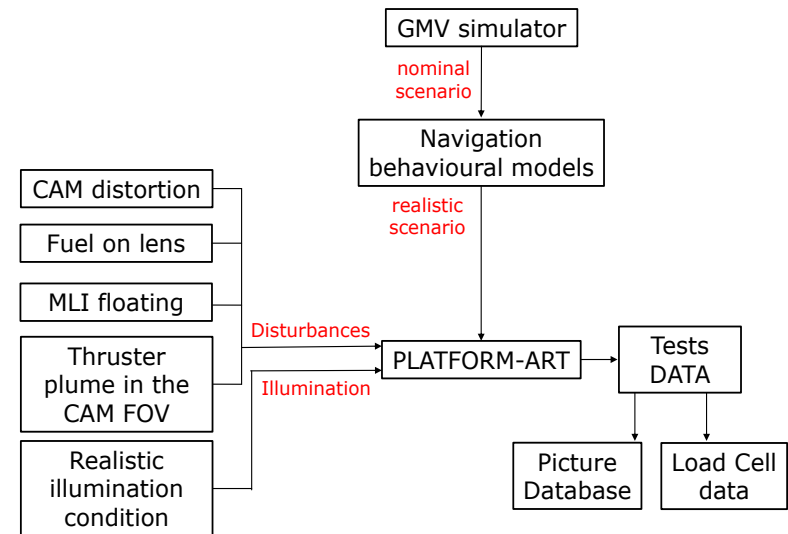 GMV simulator
nominal
scenario
Navigation
behavioural models
realistic
scenario
CAM distortion
Fuel on lens
MLI floating
Thruster
plume in the
CAM FOV
Realistic
illumination
condition
Disturbances
Illumination
PLATFORM-ART
Tests
DATA
Picture
Database
Load Cell
data